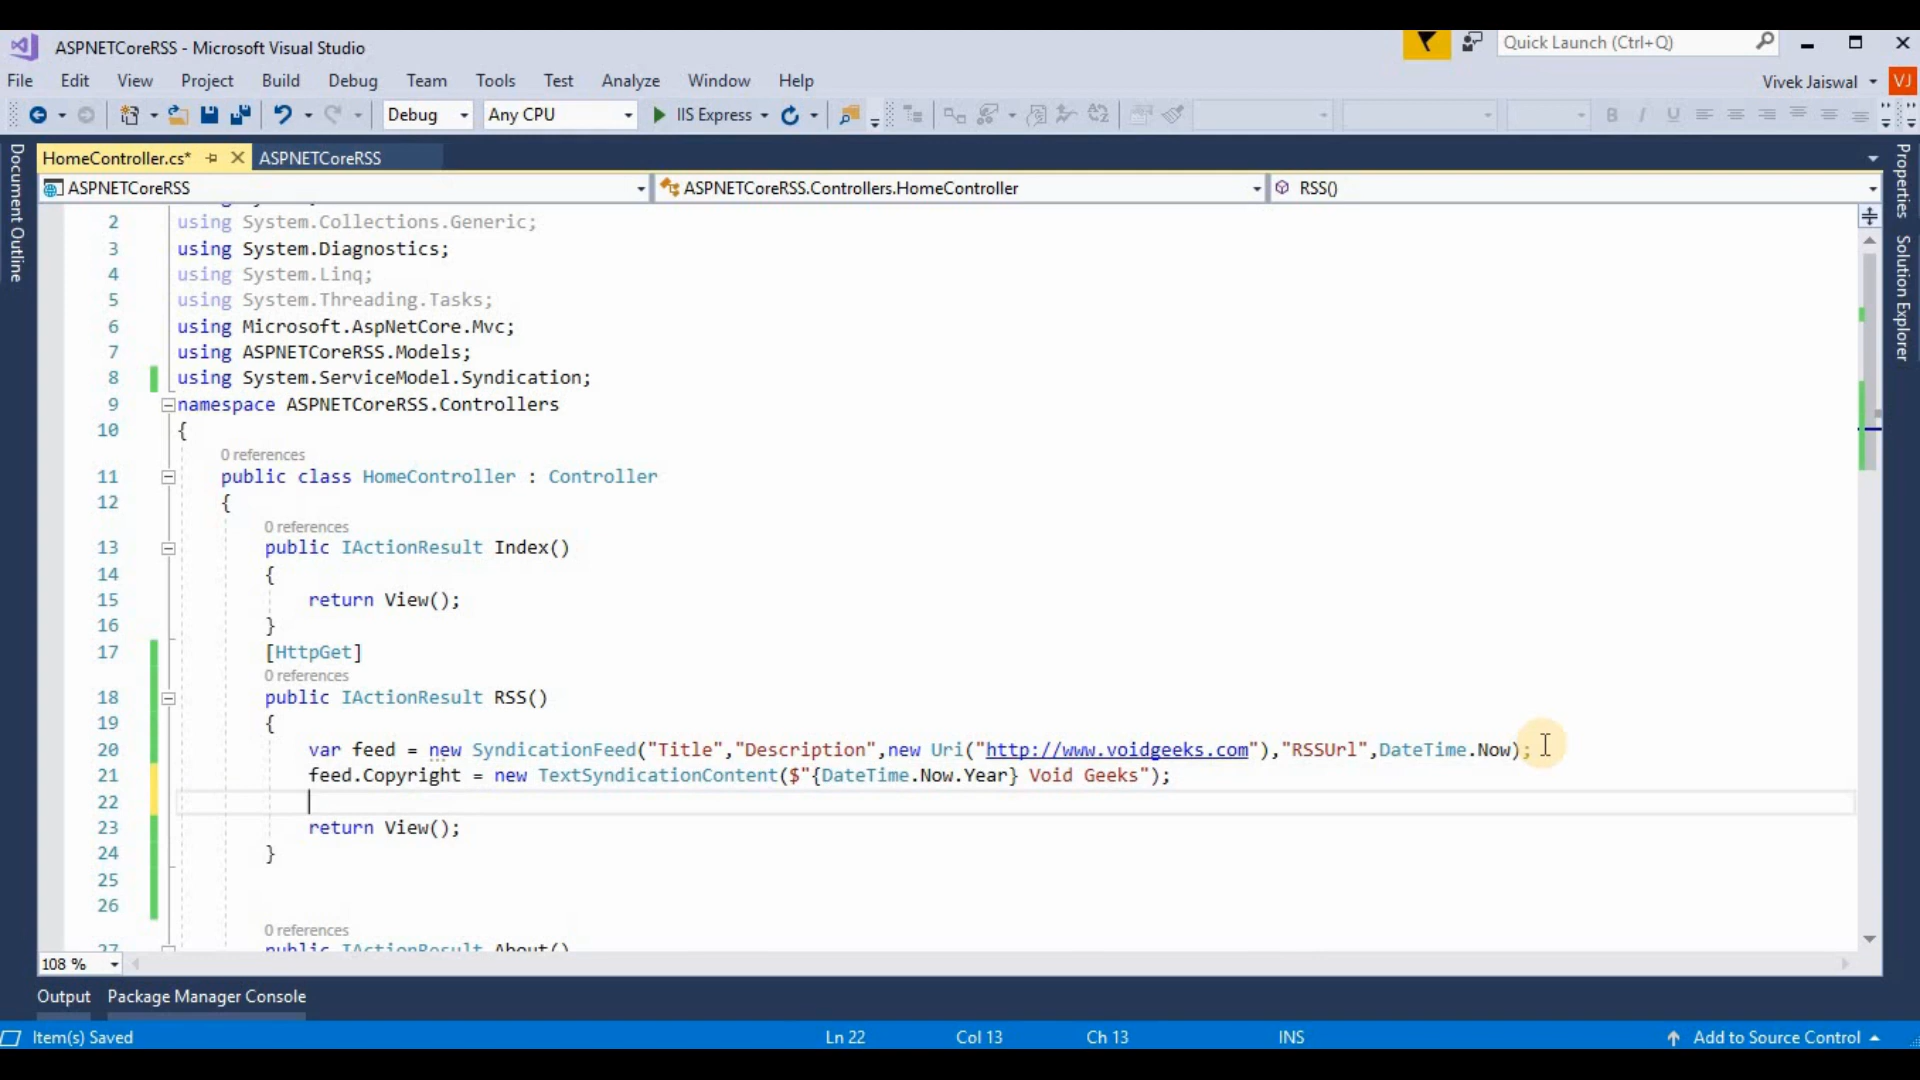 ASPNETCoreRSS - Microsoft Visual Studio
Quick Launch (Ctrl+Q)
File Edit View Project Build Debug Team Tools Test Analyze Window Help
Vivek Jaiswal VJ
Debug Any CPU IIS Express
HomeController.cs* ASPNETCoreRSS
ASPNETCoreRSS ASPNETCoreRSS.Controllers.HomeController RSS()
Document Outline
Properties
Solution Explorer
2 using System.Collections.Generic;
3 using System.Diagnostics;
4 using System.Linq;
5 using System.Threading.Tasks;
6 using Microsoft.AspNetCore.Mvc;
7 using ASPNETCoreRSS.Models;
8 using System.ServiceModel.Syndication;
9 namespace ASPNETCoreRSS.Controllers
10 {
0 references
11 public class HomeController : Controller
12 {
0 references
13 public IActionResult Index()
14 {
15 return View();
16 }
17 [HttpGet]
0 references
18 public IActionResult RSS()
19 {
20 var feed = new SyndicationFeed("Title","Description",new Uri("http://www.voidgeeks.com"),"RSSUrl",DateTime.Now);
21 feed.Copyright = new TextSyndicationContent($"{DateTime.Now.Year} Void Geeks");
22
23 return View();
24 }
25
26
0 references
27 public IActionResult About()
108 %
Output Package Manager Console
Item(s) Saved Ln 22 Col 13 Ch 13 INS Add to Source Control